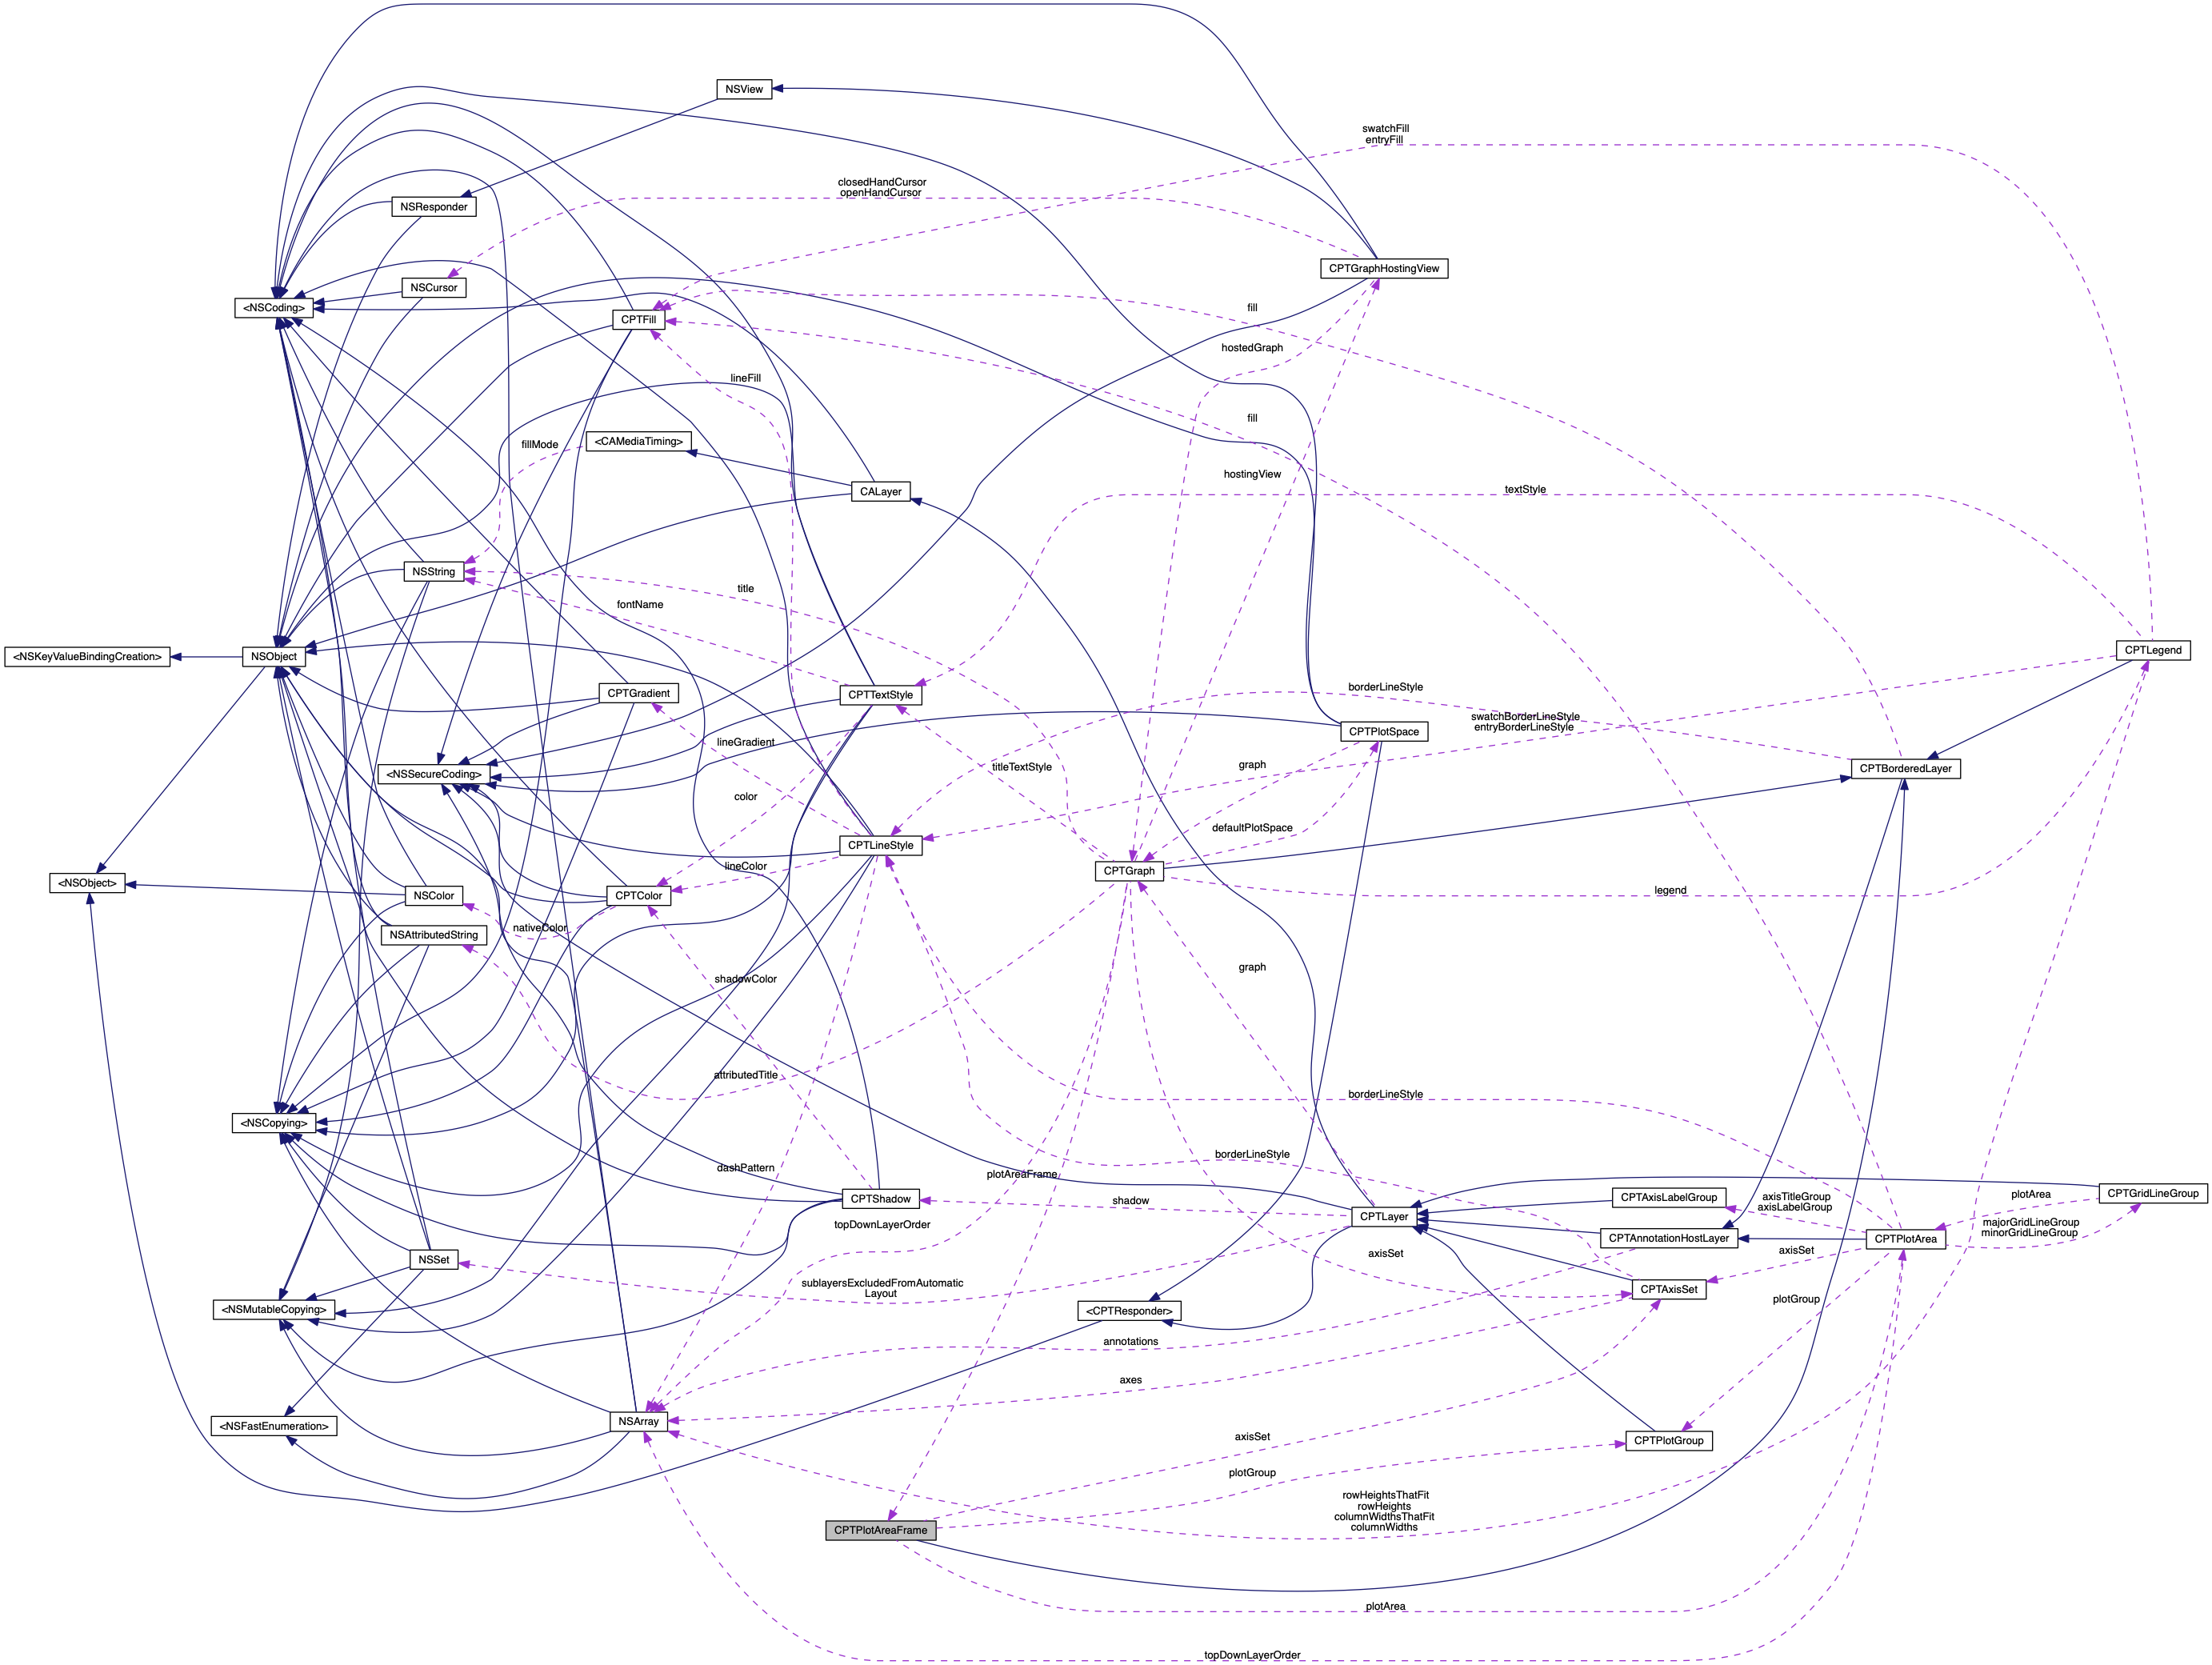 NSView
swatchFill
entryFill
closedHandCursor
openHandCursor
NSResponder
CPTGraphHostingView
NSCursor
<NSCoding>
fill
CPTFill
hostedGraph
lineFill
fill
<CAMediaTiming>
fillMode
hostingView
CALayer
textStyle
NSString
title
fontName
<NSKeyValueBindingCreation>
NSObject
CPTLegend
CPTGradient
CPTTextStyle
borderLineStyle
swatchBorderLineStyle
entryBorderLineStyle
CPTPlotSpace
lineGradient
graph
titleTextStyle
<NSSecureCoding>
CPTBorderedLayer
color
defaultPlotSpace
CPTLineStyle
lineColor
CPTGraph
<NSObject>
legend
NSColor
CPTColor
nativeColor
NSAttributedString
graph
shadowColor
attributedTitle
borderLineStyle
<NSCopying>
borderLineStyle
dashPattern
plotAreaFrame
CPTShadow
shadow
CPTAxisLabelGroup
axisTitleGroup
axisLabelGroup
plotArea
CPTGridLineGroup
CPTLayer
topDownLayerOrder
majorGridLineGroup
minorGridLineGroup
CPTAnnotationHostLayer
CPTPlotArea
axisSet
axisSet
NSSet
sublayersExcludedFromAutomatic
Layout
CPTAxisSet
plotGroup
<NSMutableCopying>
<CPTResponder>
annotations
axes
<NSFastEnumeration>
NSArray
axisSet
CPTPlotGroup
plotGroup
rowHeightsThatFit
rowHeights
columnWidthsThatFit
columnWidths
CPTPlotAreaFrame
plotArea
topDownLayerOrder